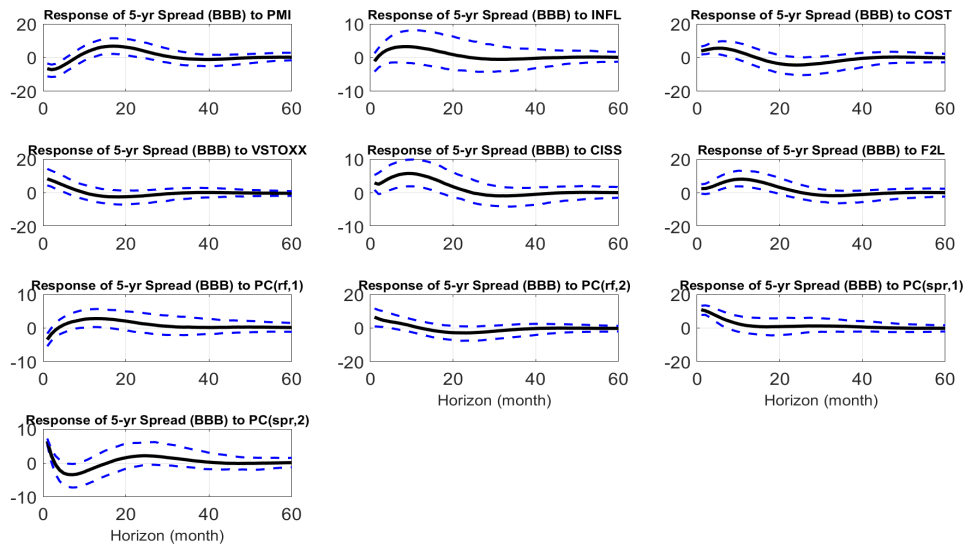 Response of 5-yr Spread (BBB) to PMI
20
0
-20
0 20 40 60
Response of 5-yr Spread (BBB) to INFL
10
0
-10
0 20 40 60
Response of 5-yr Spread (BBB) to COST
20
0
-20
0 20 40 60
Response of 5-yr Spread (BBB) to VSTOXX
20
0
-20
0 20 40 60
Response of 5-yr Spread (BBB) to CISS
10
0
-10
0 20 40 60
Response of 5-yr Spread (BBB) to F2L
20
0
-20
0 20 40 60
Response of 5-yr Spread (BBB) to PC(rf,1)
10
0
-10
0 20 40 60
Response of 5-yr Spread (BBB) to PC(rf,2)
20
0
-20
0 20 40 60
Horizon (month)
Response of 5-yr Spread (BBB) to PC(spr,1)
20
0
-20
0 20 40 60
Horizon (month)
Response of 5-yr Spread (BBB) to PC(spr,2)
10
0
-10
0 20 40 60
Horizon (month)